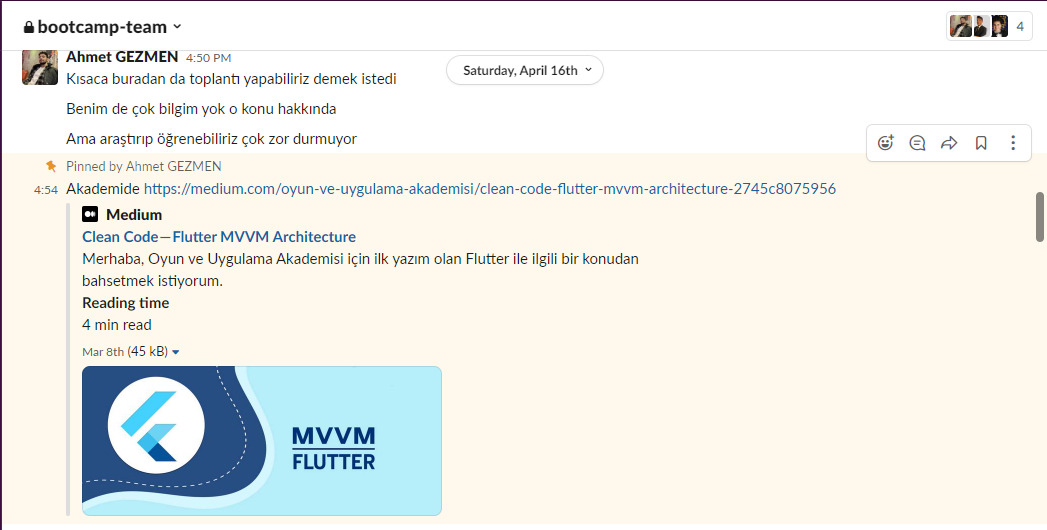 bootcamp-team
4
Ahmet GEZMEN 4:50 PM
Saturday, April 16th
Kısaca buradan da toplantı yapabiliriz demek istedi
Benim de çok bilgim yok o konu hakkında
Ama araştırıp öğrenebiliriz çok zor durmuyor
Pinned by Ahmet GEZMEN
4:54 Akademide https://medium.com/oyun-ve-uygulama-akademisi/clean-code-flutter-mvvm-architecture-2745c8075956
Medium
Clean Code—Flutter MVVM Architecture
Merhaba, Oyun ve Uygulama Akademisi için ilk yazım olan Flutter ile ilgili bir konudan
bahsetmek istiyorum.
Reading time
4 min read
Mar 8th (45 kB)
MVVM
FLUTTER